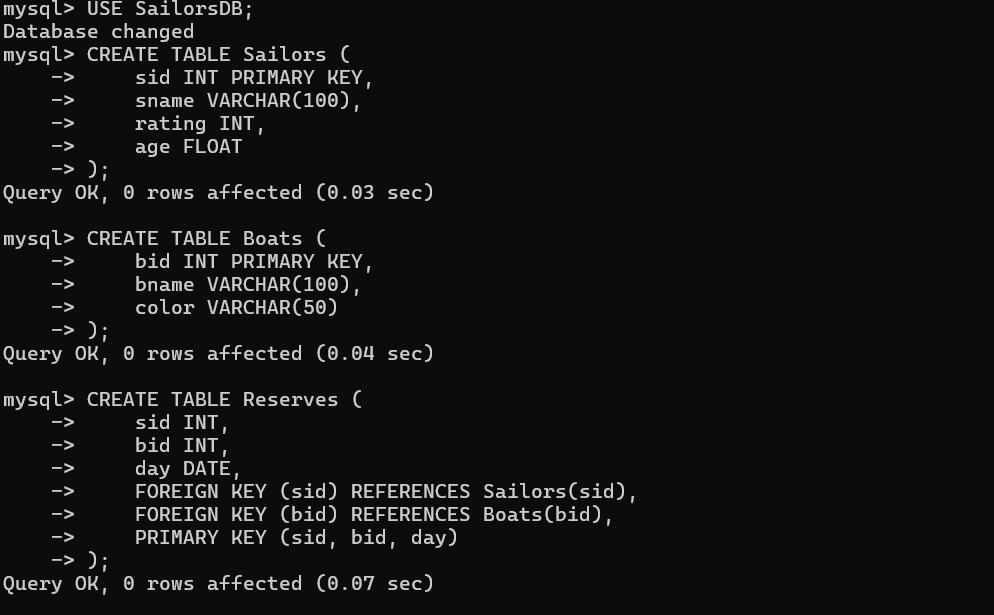 mysql> USE SailorsDB;
Database changed
mysql> CREATE TABLE Sailors (
    ->     sid INT PRIMARY KEY,
    ->     sname VARCHAR(100),
    ->     rating INT,
    ->     age FLOAT
    -> );
Query OK, 0 rows affected (0.03 sec)

mysql> CREATE TABLE Boats (
    ->     bid INT PRIMARY KEY,
    ->     bname VARCHAR(100),
    ->     color VARCHAR(50)
    -> );
Query OK, 0 rows affected (0.04 sec)

mysql> CREATE TABLE Reserves (
    ->     sid INT,
    ->     bid INT,
    ->     day DATE,
    ->     FOREIGN KEY (sid) REFERENCES Sailors(sid),
    ->     FOREIGN KEY (bid) REFERENCES Boats(bid),
    ->     PRIMARY KEY (sid, bid, day)
    -> );
Query OK, 0 rows affected (0.07 sec)